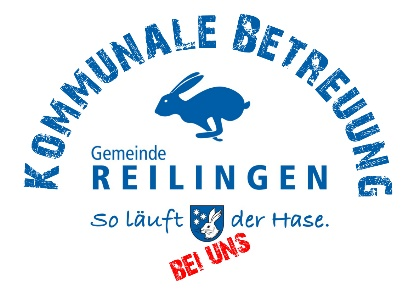 KOMMUNALE BETREUUNG
Gemeinde
REILINGEN
So läuft der Hase.
BEI UNS